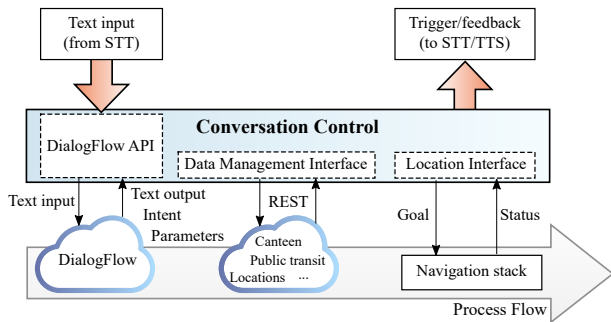 Text input
(from STT)
Trigger/feedback
(to STT/TTS)
Conversation Control
DialogFlow API
Data Management Interface
Location Interface
Text input
Text output
Intent
Parameters
REST
Goal
Status
DialogFlow
Canteen
Public transit
Locations ...
Navigation stack
Process Flow